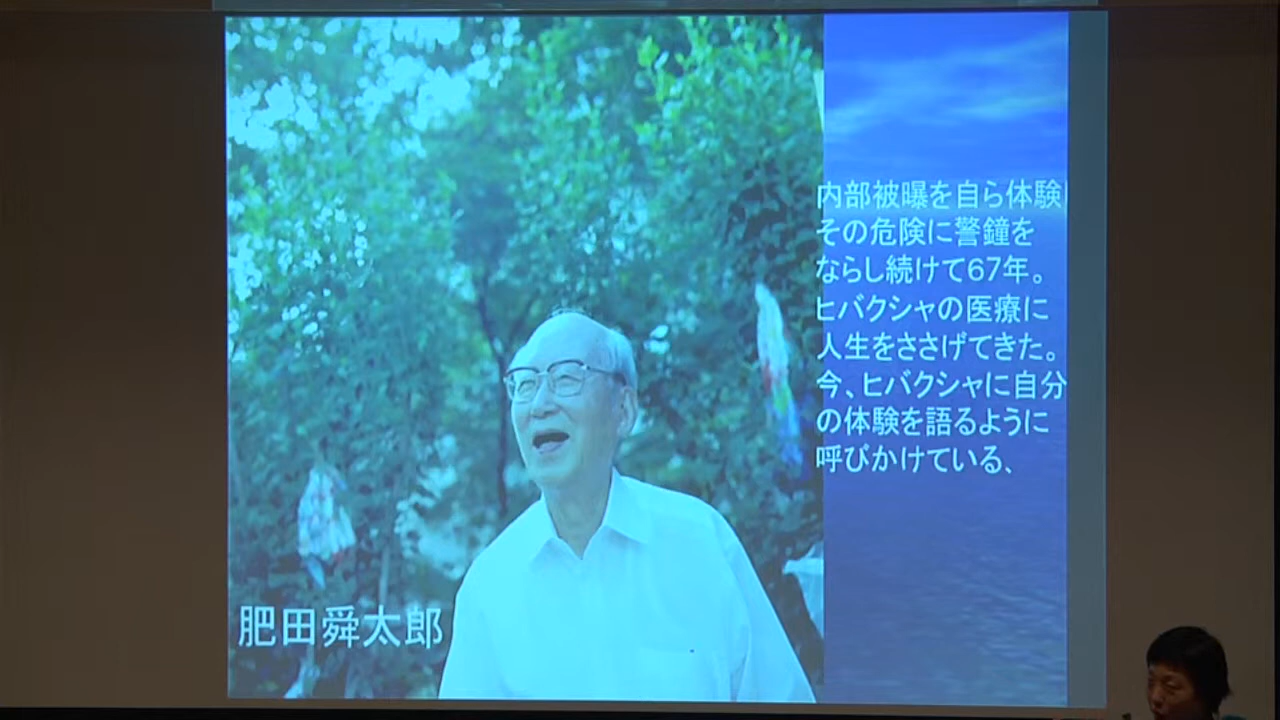 内部被曝を自ら体験し
その危険に警鐘を
ならし続けて67年。
ヒバクシャの医療に
人生をささげてきた。
今、ヒバクシャに自分
の体験を語るように
呼びかけている、
肥田舜太郎